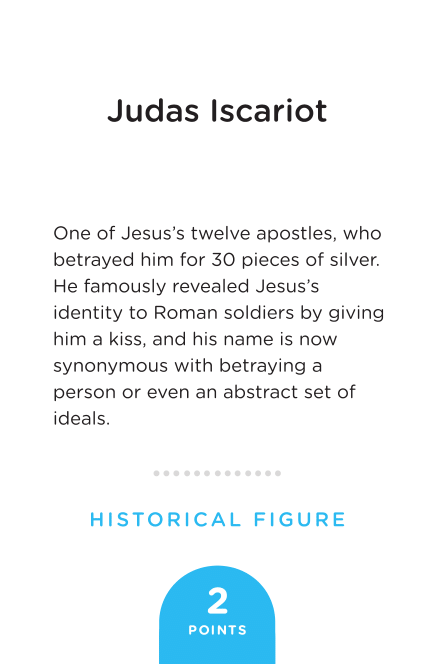 Judas Iscariot
One of Jesus’s twelve apostles, who
betrayed him for 30 pieces of silver.
He famously revealed Jesus’s
identity to Roman soldiers by giving
him a kiss, and his name is now
synonymous with betraying a
person or even an abstract set of
ideals.
HISTORICAL FIGURE
2
POINTS